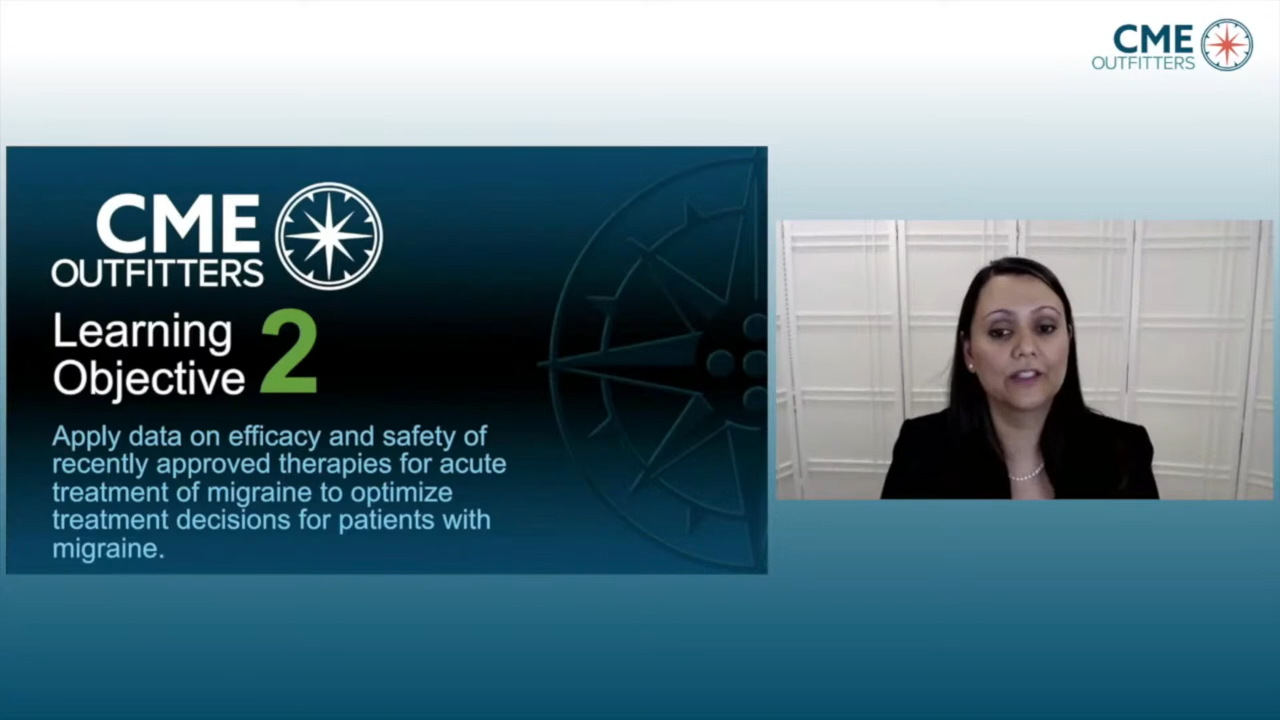 CME
OUTFITTERS
CME
OUTFITTERS
Learning
Objective 2
Apply data on efficacy and safety of
recently approved therapies for acute
treatment of migraine to optimize
treatment decisions for patients with
migraine.